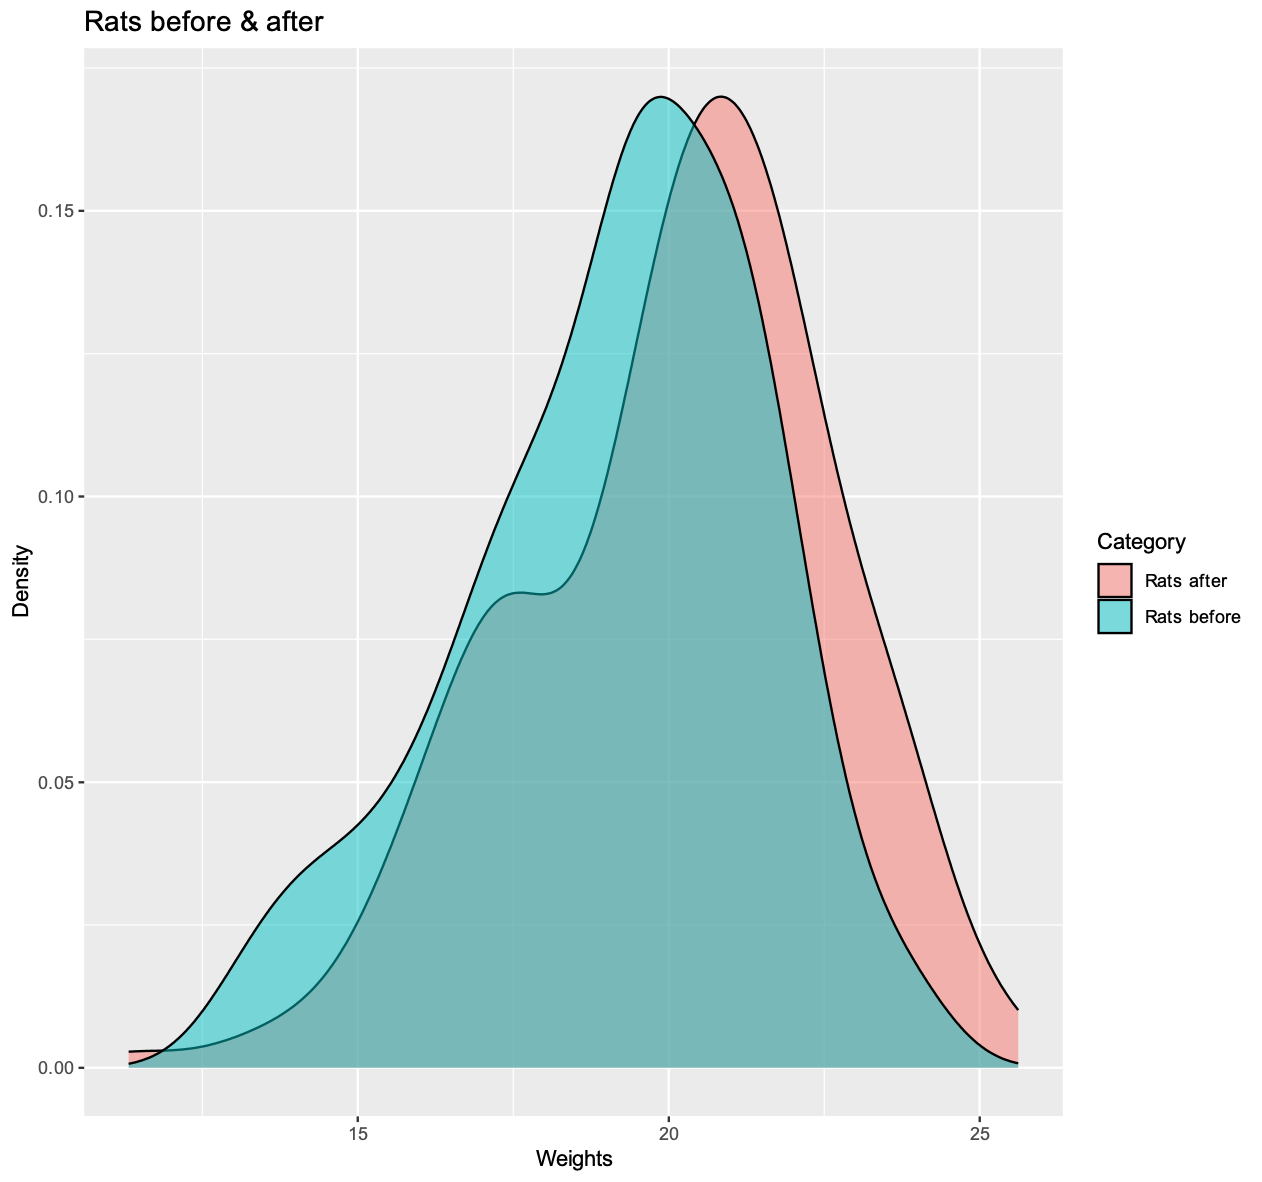 Rats before & after
Density
0.15
0.10
0.05
0.00
15
20
25
Weights
Category
Rats after
Rats before